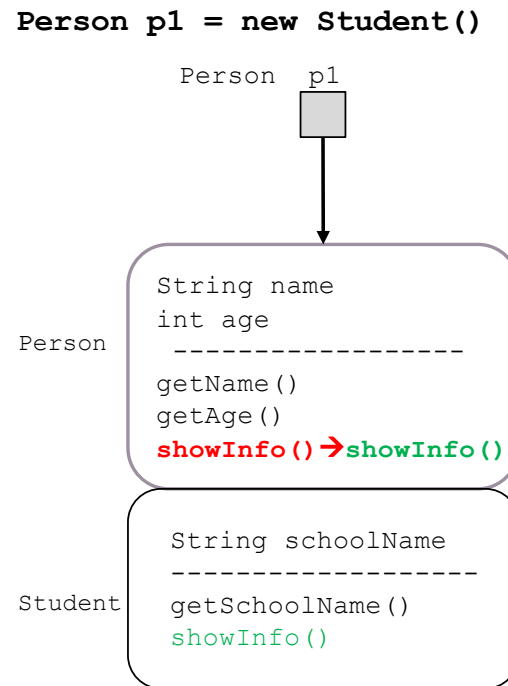 Person p1 = new Student()
Person p1
String name
int age
Person
------------------
getName()
getAge()
showInfo()→showInfo()
String schoolName
-------------------
Student
getSchoolName()
showInfo()